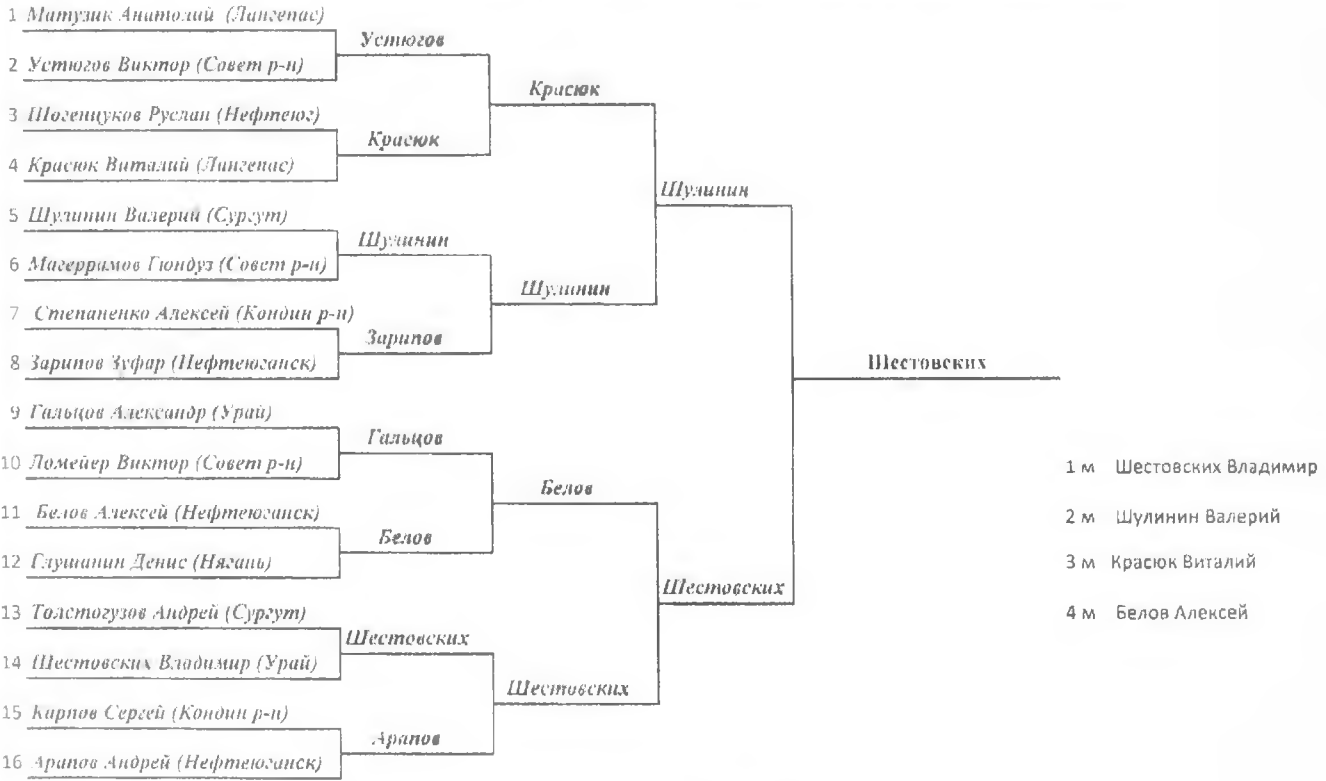 1 Матузик Анатолий (Лангепас)
Устюгов
2 Устюгов Виктор (Совет р-н)
Красюк
3 Шогенцуков Руслан (Нефтеюг)
Красюк
4 Красюк Виталий (Лангепас)
Шулинин
5 Шулинин Валерий (Сургут)
Шулинин
6 Магеррамов Гюндуз (Совет р-н)
Шулинин
7 Степаненко Алексей (Кондин р-н)
Зарипов
8 Зарипов Зуфар (Нефтеюганск)
Шестовских
9 Гальцов Александр (Урай)
Гальцов
10 Ломейер Виктор (Совет р-н)
Белов
11 Белов Алексей (Нефтеюганск)
Белов
12 Глушанин Денис (Нягань)
Шестовских
13 Толстогузов Андрей (Сургут)
Шестовских
14 Шестовских Владимир (Урай)
Шестовских
15 Карпов Сергей (Кондин р-н)
Арапов
16 Арапов Андрей (Нефтеюганск)
1 м Шестовских Владимир
2 м Шулинин Валерий
3 м Красюк Виталий
4 м Белов Алексей